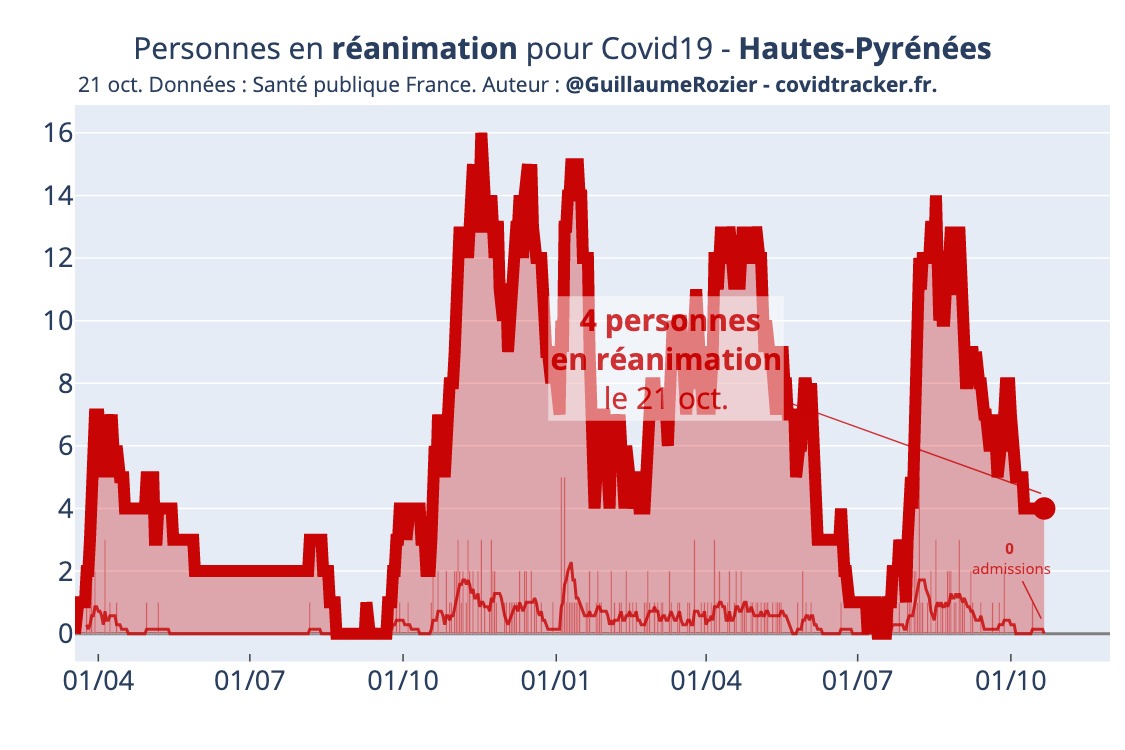 Personnes en réanimation pour Covid19 - Hautes-Pyrénées
21 oct. Données : Santé publique France. Auteur : @GuillaumeRozier - covidtracker.fr.
16
14
12
10
8
6
4
2
0
4 personnes
en réanimation
le 21 oct.
0
admissions
01/04
01/07
01/10
01/01
01/04
01/07
01/10